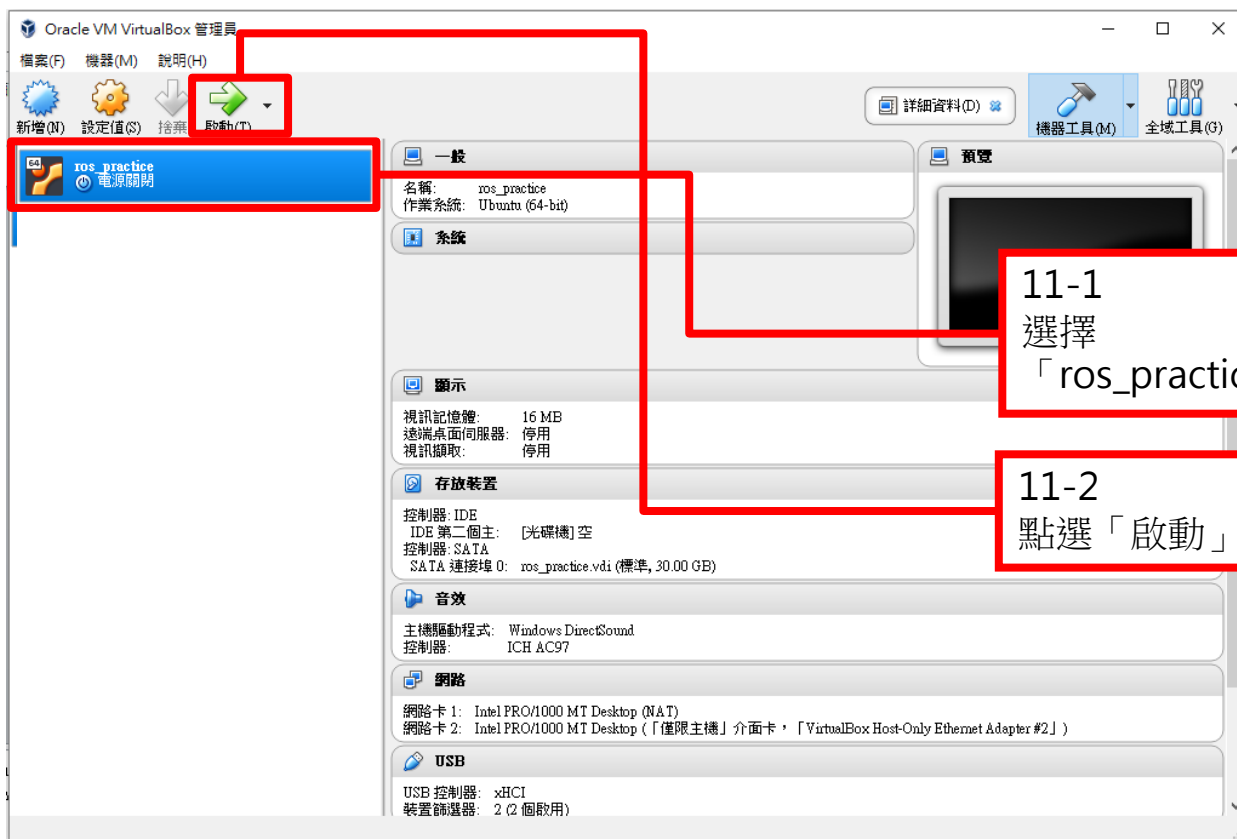 Oracle VM VirtualBox 管理員
檔案(F) 機器(M) 說明(H)
新增(N) 設定值(S) 捨棄 啟動(T) 詳細資料(D) 機器工具(M) 全域工具(G)
64 ros_practice
電源關閉
一般
名稱: ros_practice
作業系統: Ubuntu (64-bit)
系統
預覽
11-1
選擇
「ros_practic
顯示
視訊記憶體: 16 MB
遠端桌面伺服器: 停用
視訊擷取: 停用
11-2
點選「啟動」
存放裝置
控制器: IDE
IDE 第二個主: [光碟機] 空
控制器: SATA
SATA 連接埠 0: ros_practice.vdi (標準, 30.00 GB)
音效
主機驅動程式: Windows DirectSound
控制器: ICH AC97
網路
網路卡 1: Intel PRO/1000 MT Desktop (NAT)
網路卡 2: Intel PRO/1000 MT Desktop (「僅限主機」介面卡,「VirtualBox Host-Only Ethernet Adapter #2」)
USB
USB 控制器: xHCI
裝置篩選器: 2 (2 個啟用)